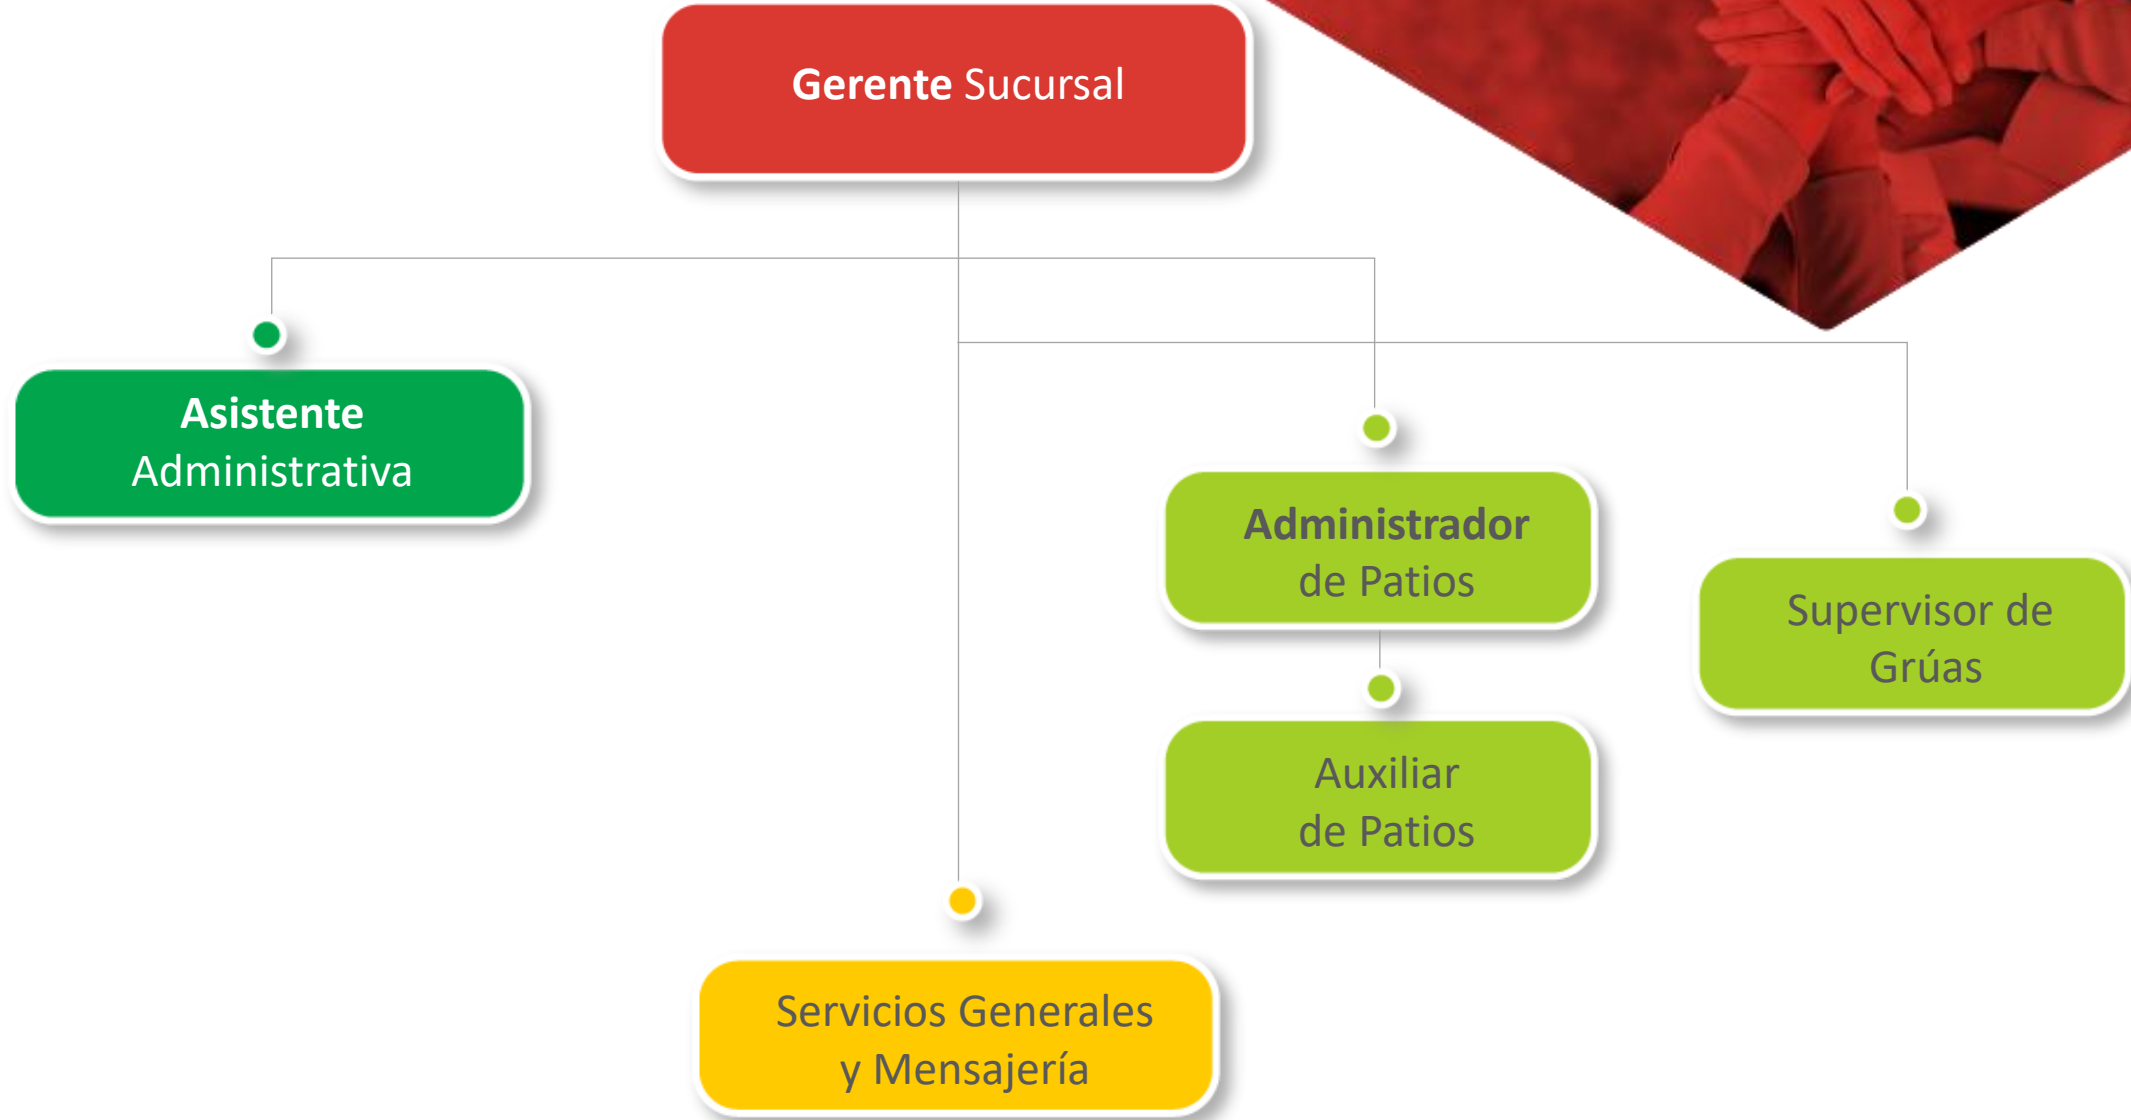 Gerente Sucursal
Asistente
Administrativa
Administrador
de Patios
Supervisor de
Grúas
Auxiliar
de Patios
Servicios Generales
y Mensajería